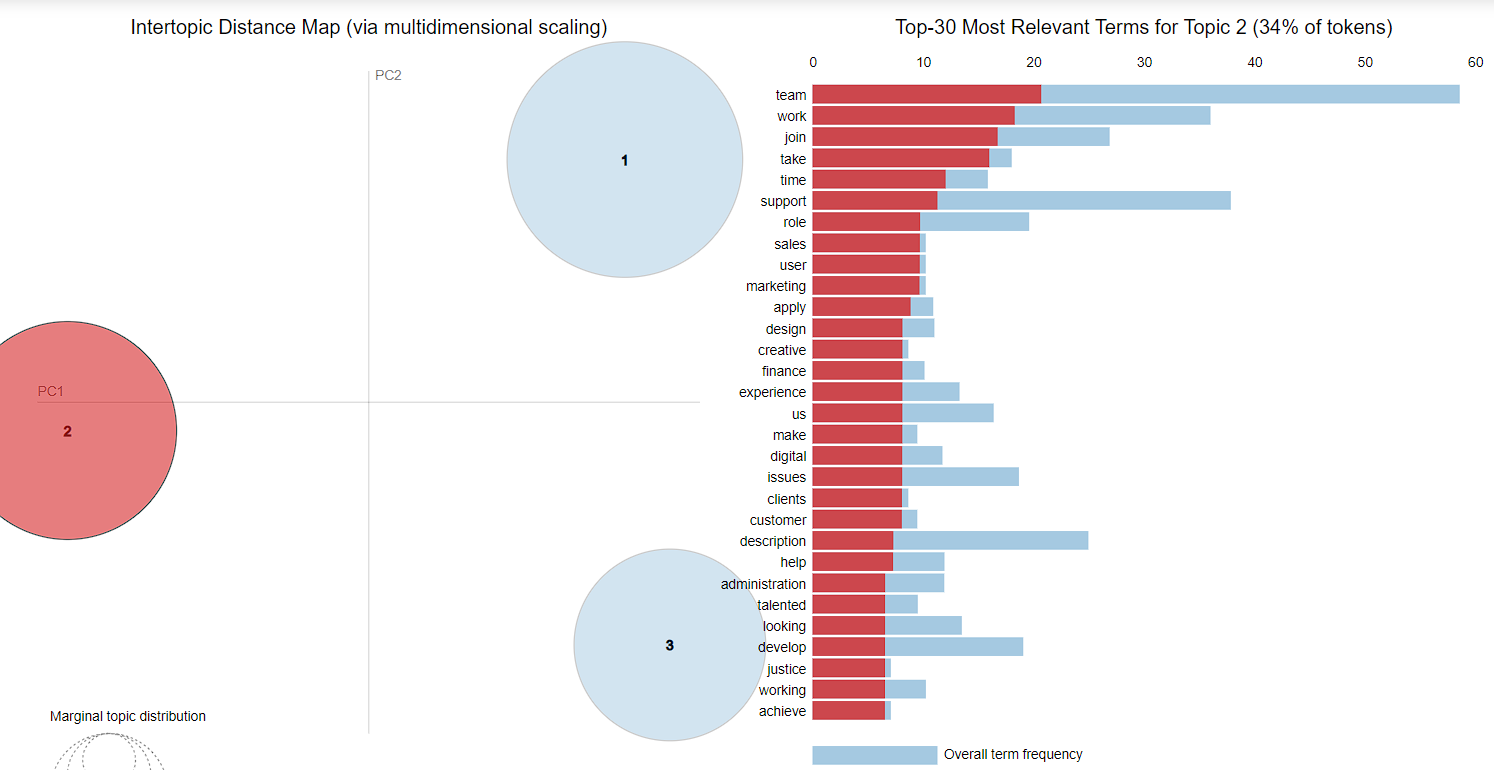 Intertopic Distance Map (via multidimensional scaling)
PC2
1
PC1
2
3
Marginal topic distribution
Top-30 Most Relevant Terms for Topic 2 (34% of tokens)
0 10 20 30 40 50 60
team
work
join
take
time
support
role
sales
user
marketing
apply
design
creative
finance
experience
us
make
digital
issues
clients
customer
description
help
administration
talented
looking
develop
justice
working
achieve
Overall term frequency